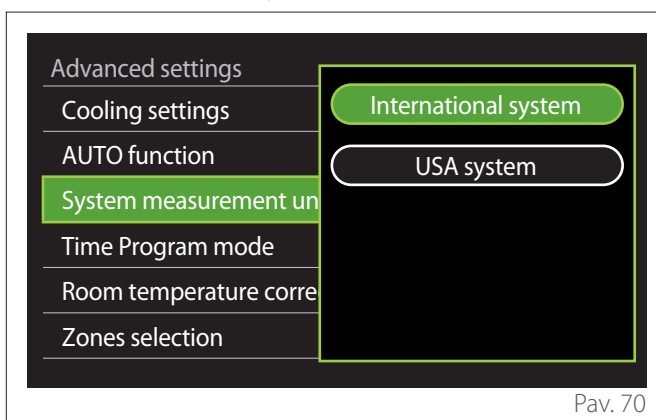 Advanced settings
Cooling settings
AUTO function
System measurement un
Time Program mode
Room temperature corre
Zones selection
International system
USA system
Pav. 70